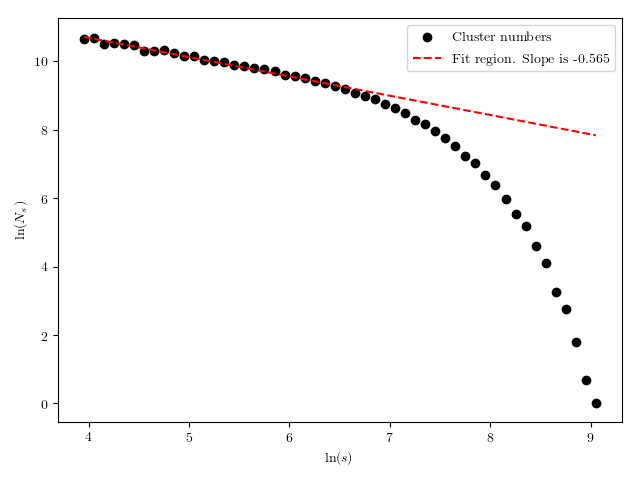 Cluster numbers
Fit region. Slope is -0.565
10
8
6
4
2
0
ln(N_s)
4 5 6 7 8 9
ln(s)